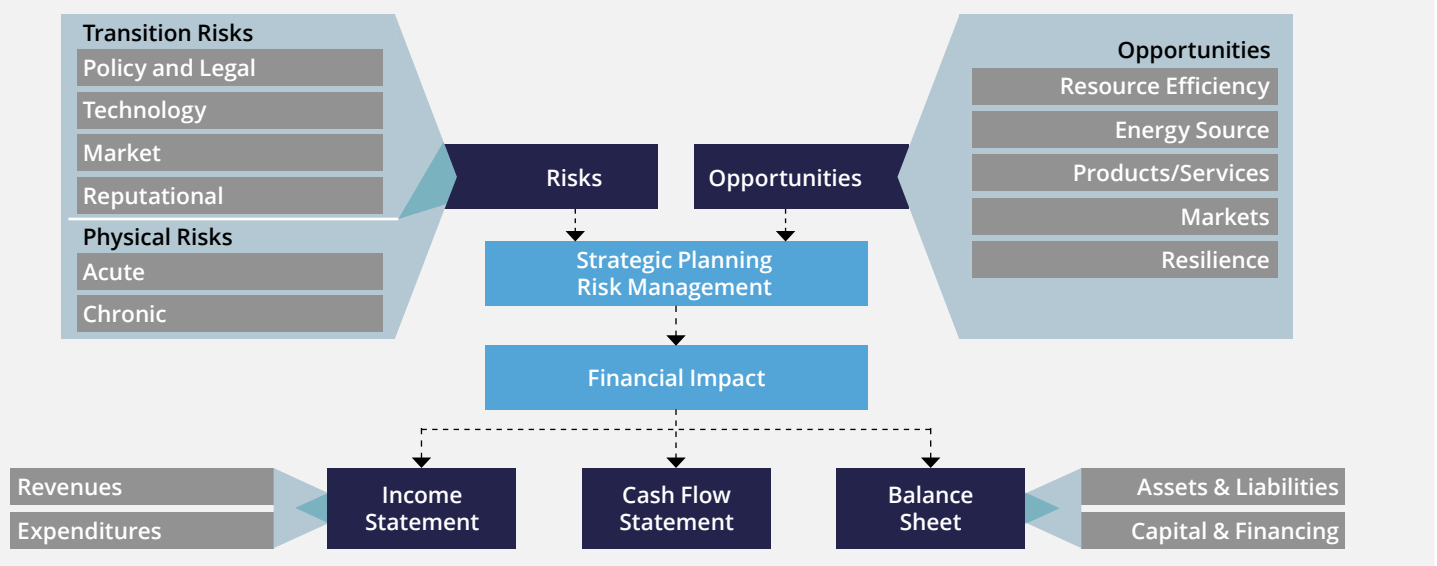 Transition Risks
Policy and Legal
Technology
Market
Reputational
Physical Risks
Acute
Chronic
Risks
Opportunities
Opportunities
Resource Efficiency
Energy Source
Products/Services
Markets
Resilience
Strategic Planning
Risk Management
Financial Impact
Revenues
Expenditures
Income
Statement
Cash Flow
Statement
Balance
Sheet
Assets & Liabilities
Capital & Financing